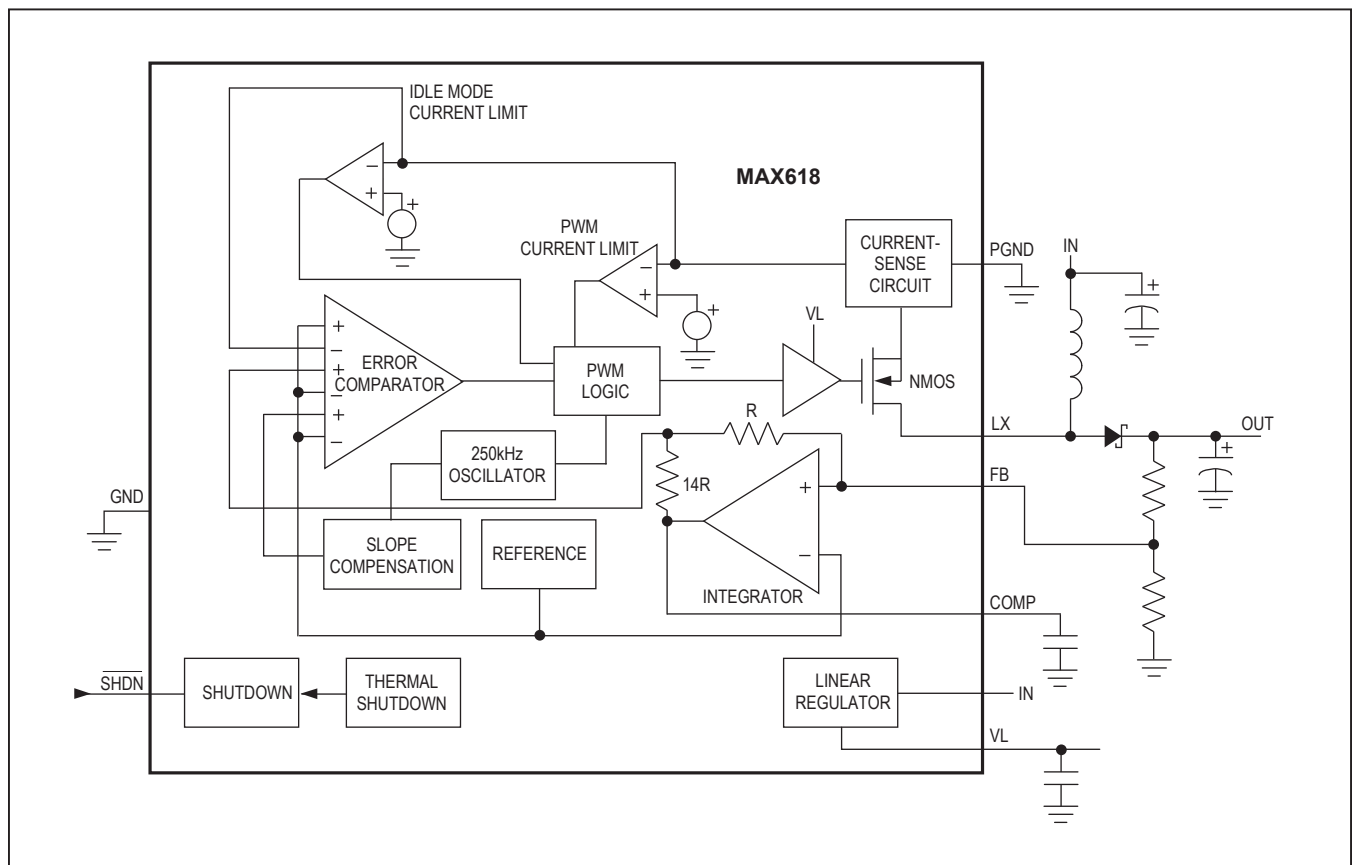 IDLE MODE
CURRENT LIMIT
−
+
+
MAX618
PWM
CURRENT LIMIT
−
+
+
CURRENT-
SENSE
CIRCUIT
PGND
IN
+
VL
+
−
+
−
+
−
ERROR
COMPARATOR
PWM
LOGIC
NMOS
LX
OUT
+
R
250kHz
OSCILLATOR
14R
+
−
FB
GND
SLOPE
COMPENSATION
REFERENCE
INTEGRATOR
COMP
SHDN
SHUTDOWN
THERMAL
SHUTDOWN
LINEAR
REGULATOR
IN
VL